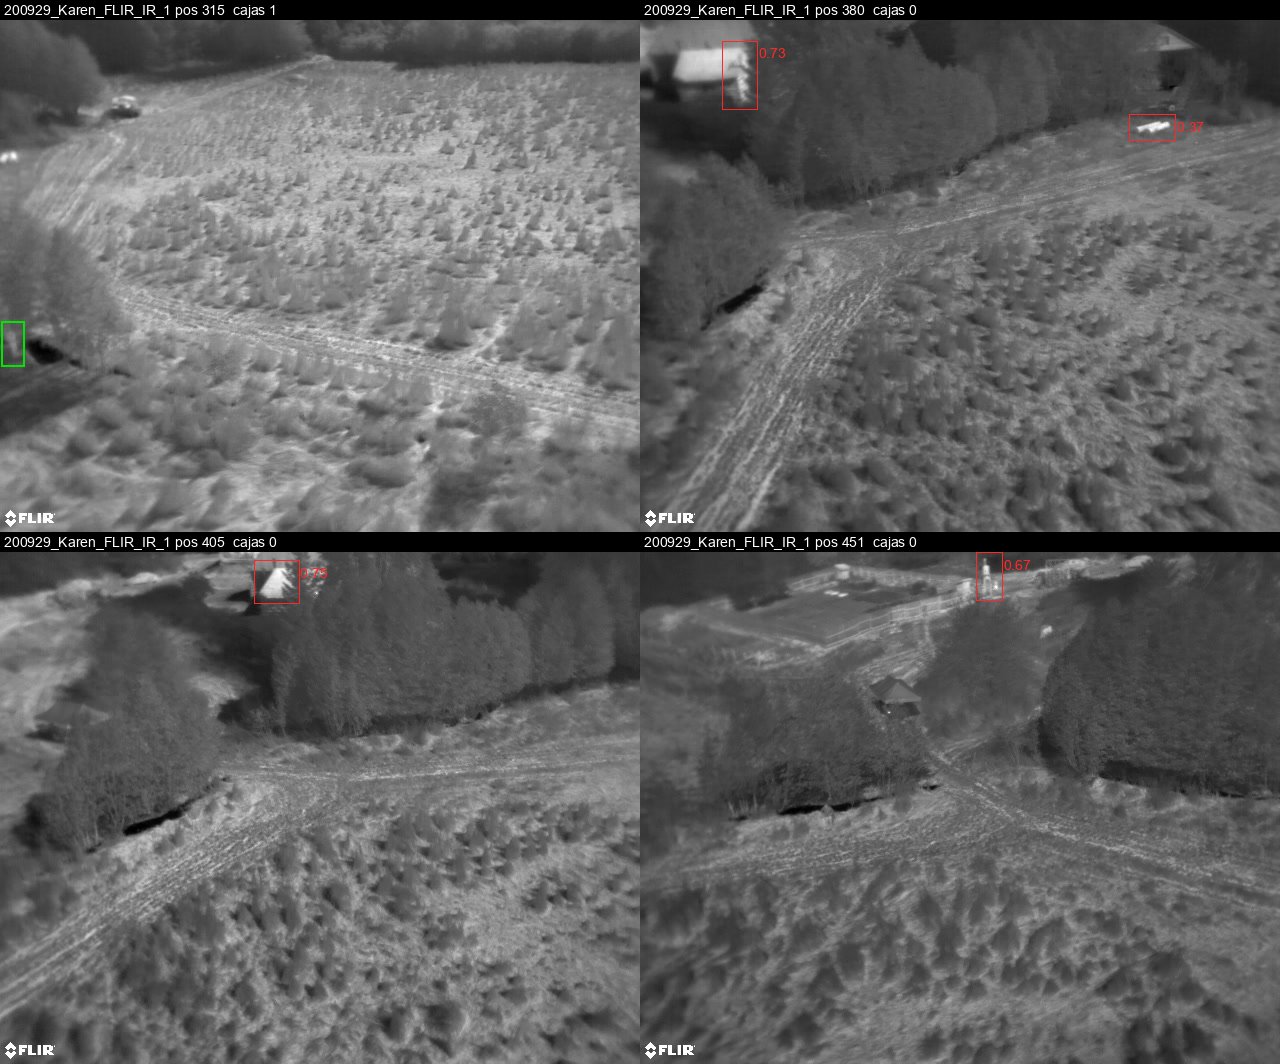 200929_Karen_FLIR_IR_1 pos 315 cajas 1
200929_Karen_FLIR_IR_1 pos 380 cajas 0
0.73
FLIR
FLIR
200929_Karen_FLIR_IR_1 pos 405 cajas 0
200929_Karen_FLIR_IR_1 pos 451 cajas 0
0.67
FLIR
FLIR